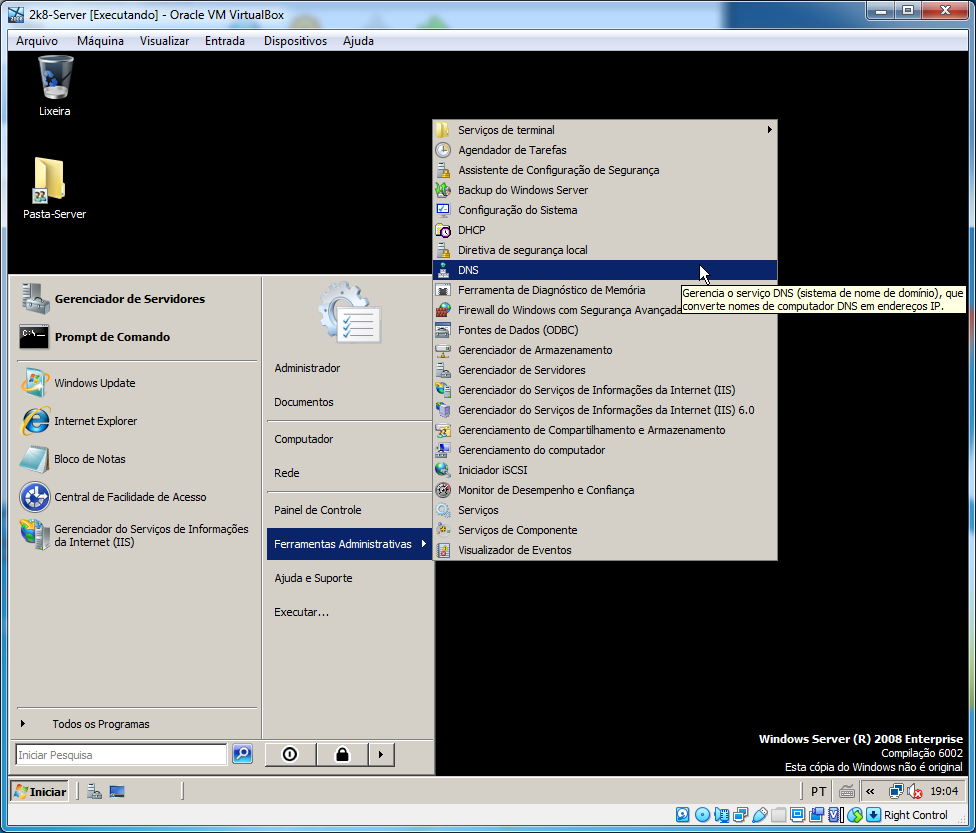 2k8-Server [Executando] - Oracle VM VirtualBox
Arquivo Máquina Visualizar Entrada Dispositivos Ajuda
Lixeira
Pasta-Server
Serviços de terminal
Agendador de Tarefas
Assistente de Configuração de Segurança
Backup do Windows Server
Configuração do Sistema
DHCP
Diretiva de segurança local
DNS
Ferramenta de Diagnóstico de Memória
Firewall do Windows com Segurança Avançada
Fontes de Dados (ODBC)
Gerenciador de Armazenamento
Gerenciador de Servidores
Gerenciador do Serviços de Informações da Internet (IIS)
Gerenciador do Serviços de Informações da Internet (IIS) 6.0
Gerenciamento de Compartilhamento e Armazenamento
Gerenciamento do computador
Iniciador iSCSI
Monitor de Desempenho e Confiança
Serviços
Serviços de Componente
Visualizador de Eventos
Gerencia o serviço DNS (sistema de nome de domínio), que
converte nomes de computador DNS em endereços IP.
Gerenciador de Servidores
Prompt de Comando
Windows Update
Internet Explorer
Bloco de Notas
Central de Facilidade de Acesso
Gerenciador do Serviços de Informações
da Internet (IIS)
Todos os Programas
Iniciar Pesquisa
Administrador
Documentos
Computador
Rede
Painel de Controle
Ferramentas Administrativas
Ajuda e Suporte
Executar...
Windows Server (R) 2008 Enterprise
Compilação 6002
Esta cópia do Windows não é original
Iniciar
PT
19:04
Right Control